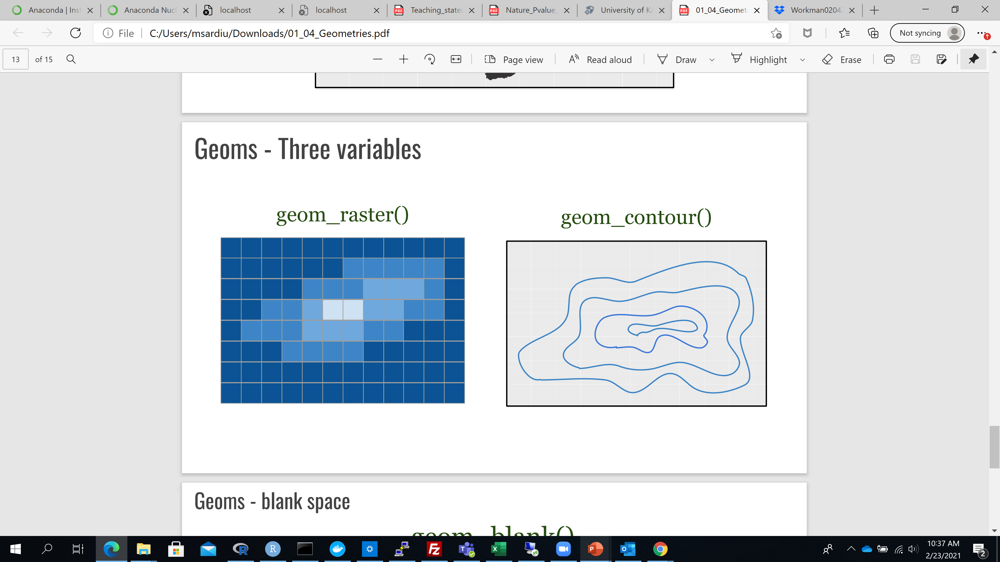 Anaconda | Inst
Anaconda Nucl
localhost
localhost
Teaching_state
Nature_Pvalue_
University of Ka
01_04_Geomet
Workman0204
File
C:/Users/msardiu/Downloads/01_04_Geometries.pdf
Not syncing
13 of 15
Page view
Read aloud
Draw
Highlight
Erase
Geoms - Three variables
geom_raster()
geom_contour()
Geoms - blank space
geom_blank()
10:37 AM
2/23/2021
2